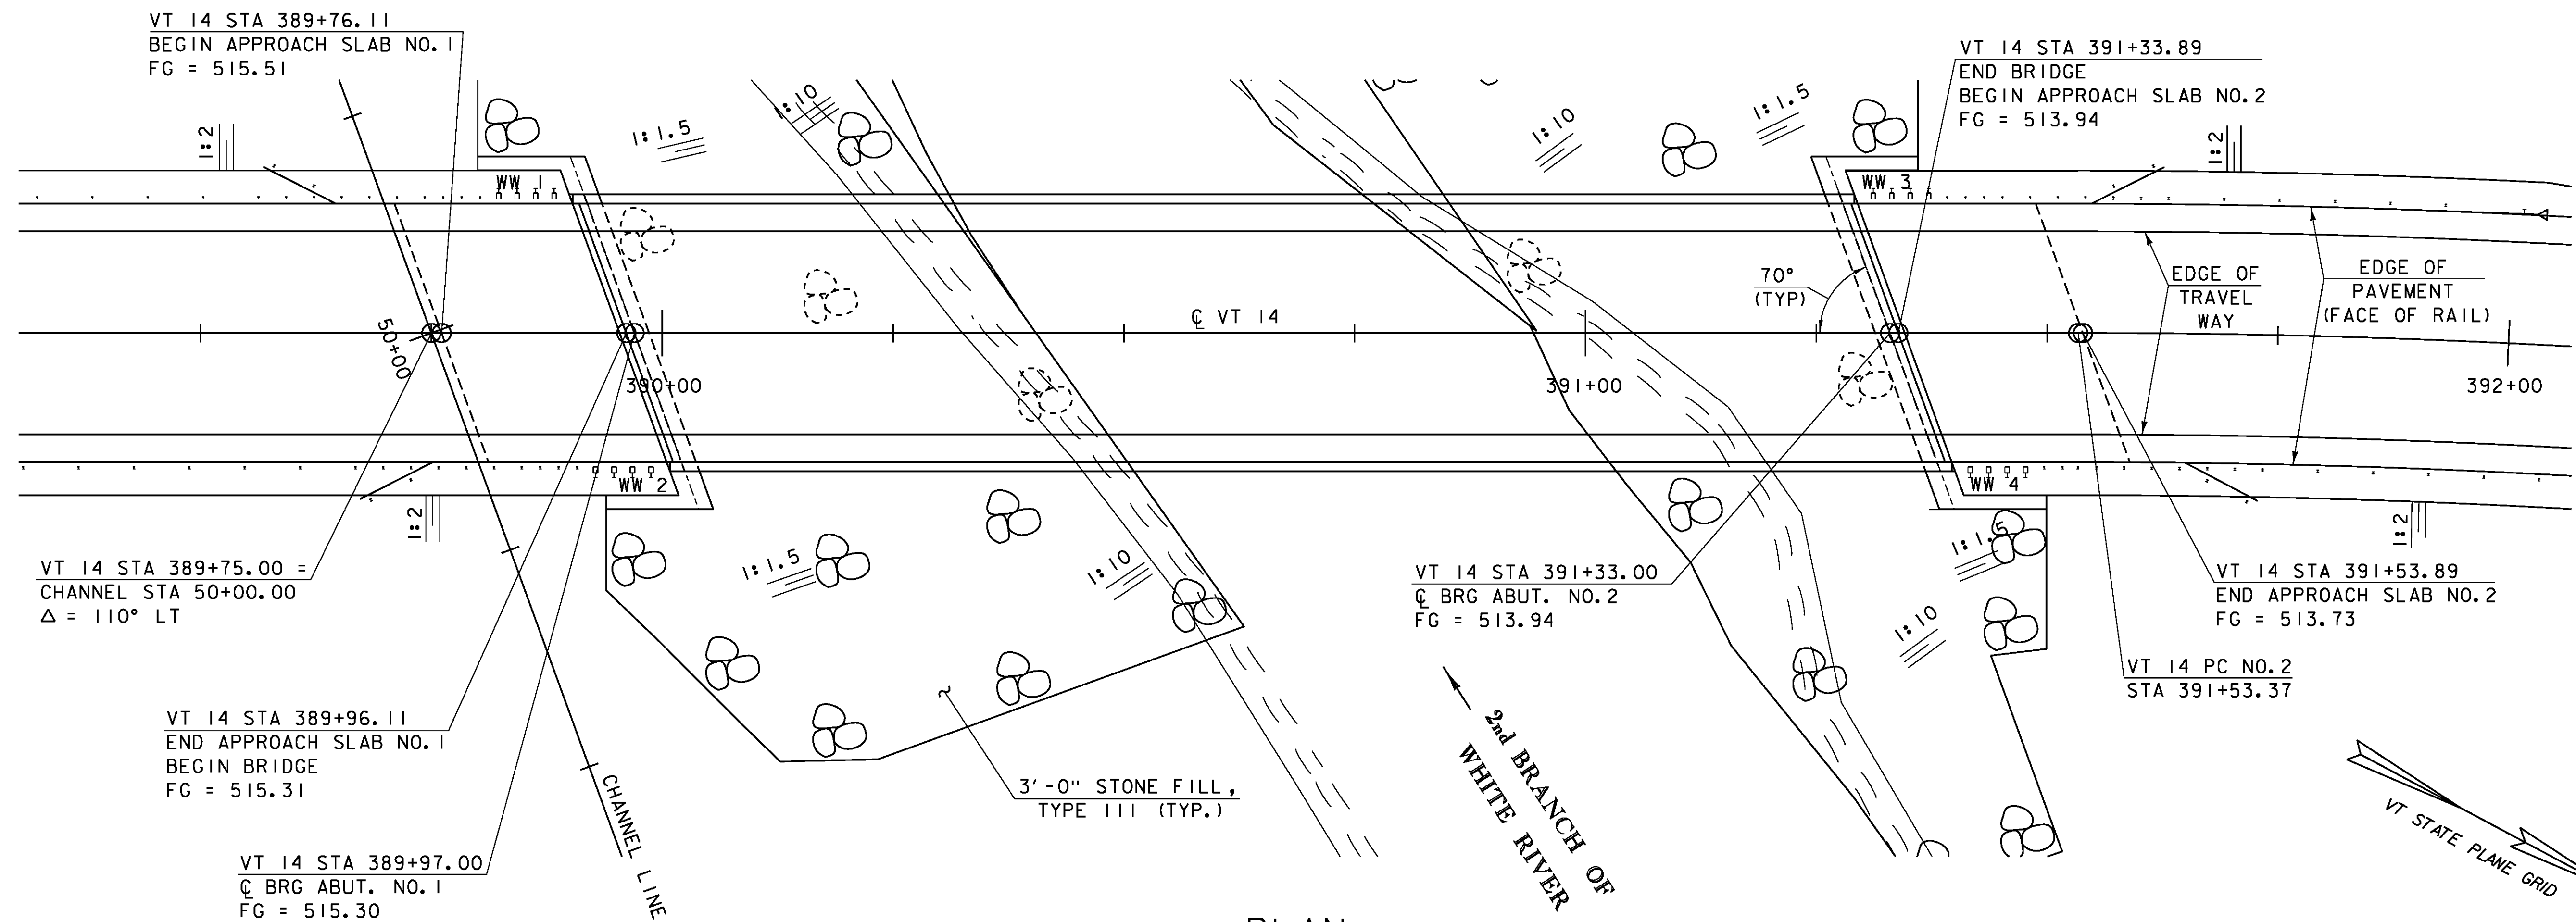 VT 14 STA 389+76.11
BEGIN APPROACH SLAB NO. 1
FG = 515.51
VT 14 STA 391+33.89
END BRIDGE
BEGIN APPROACH SLAB NO. 2
FG = 513.94
1:2
1:1.5
1:10
1:10
1:1.5
1:2
WW 1
WW 3
70°
(TYP)
EDGE OF
TRAVEL
WAY
EDGE OF
PAVEMENT
(FACE OF RAIL)
℄ VT 14
50+00
390+00
391+00
392+00
WW 2
WW 4
1:2
1:1.5
1:10
1:1.5
1:2
1:10
VT 14 STA 389+75.00 =
CHANNEL STA 50+00.00
Δ = 110° LT
VT 14 STA 391+33.00
℄ BRG ABUT. NO. 2
FG = 513.94
VT 14 STA 391+53.89
END APPROACH SLAB NO. 2
FG = 513.73
VT 14 PC NO. 2
STA 391+53.37
VT 14 STA 389+96.11
END APPROACH SLAB NO. 1
BEGIN BRIDGE
FG = 515.31
3'-0" STONE FILL,
TYPE III (TYP.)
2nd BRANCH OF
WHITE RIVER
CHANNEL LINE
VT STATE PLANE GRID
VT 14 STA 389+97.00
℄ BRG ABUT. NO. 1
FG = 515.30
PLAN